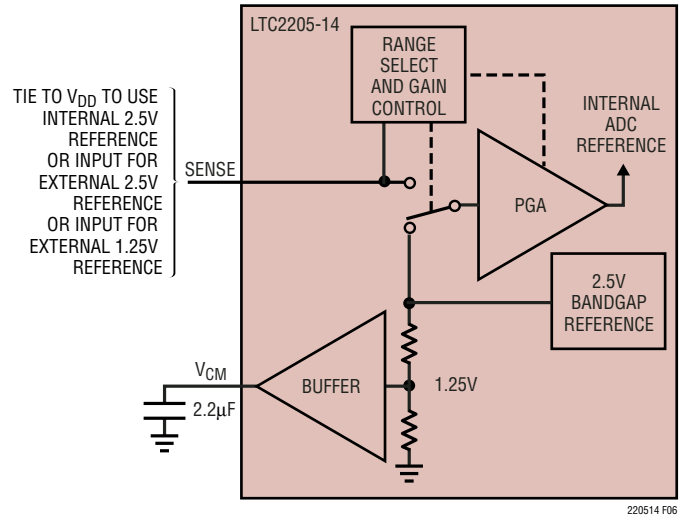 LTC2205-14
RANGE
SELECT
AND GAIN
CONTROL
TIE TO VDD TO USE
INTERNAL 2.5V
REFERENCE
OR INPUT FOR
EXTERNAL 2.5V
REFERENCE
OR INPUT FOR
EXTERNAL 1.25V
REFERENCE
SENSE
INTERNAL
ADC
REFERENCE
PGA
2.5V
BANDGAP
REFERENCE
VCM
BUFFER
1.25V
2.2μF
220514 F06